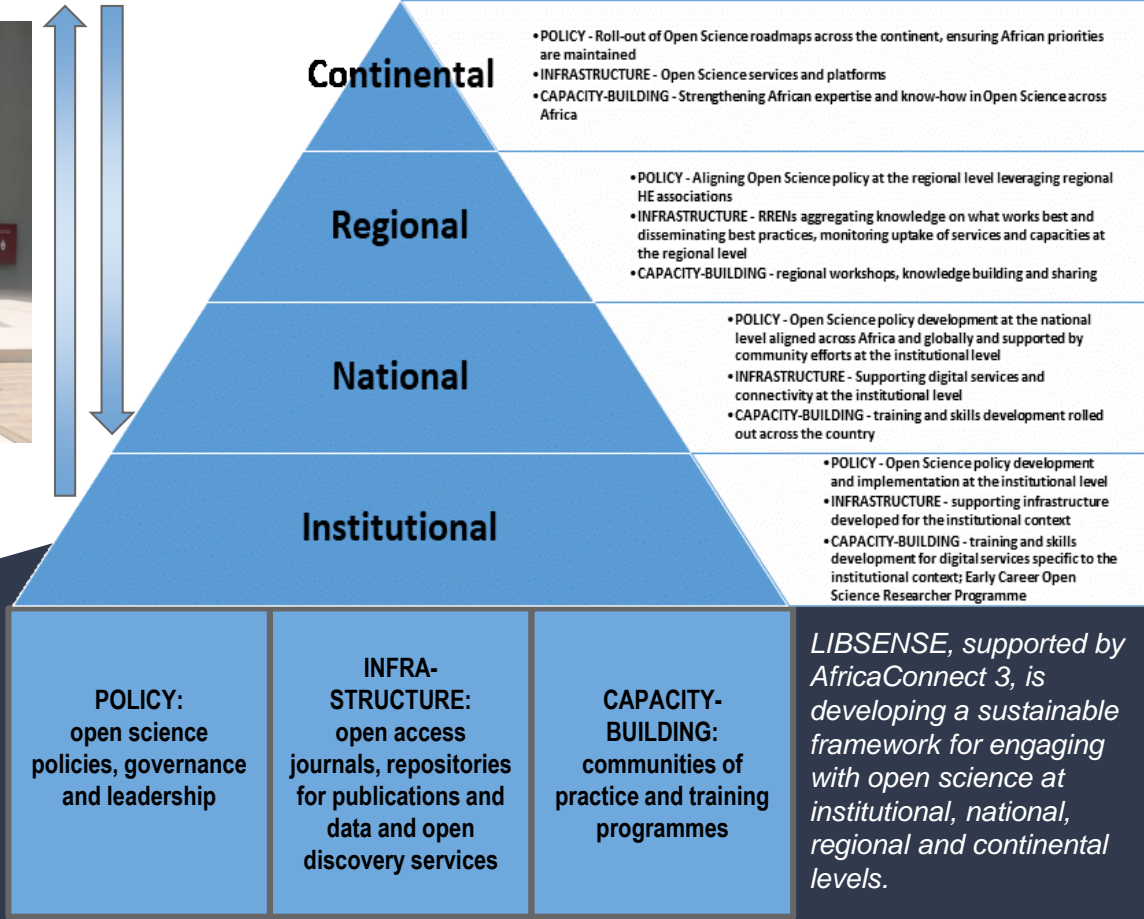 Continental
•POLICY - Roll-out of Open Science roadmaps across the continent, ensuring African priorities
are maintained
•INFRASTRUCTURE - Open Science services and platforms
•CAPACITY-BUILDING - Strengthening African expertise and know-how in Open Science across
Africa
Regional
•POLICY - Aligning Open Science policy at the regional level leveraging regional
HE associations
•INFRASTRUCTURE - RRENs aggregating knowledge on what works best and
disseminating best practices, monitoring uptake of services and capacities at
the regional level
•CAPACITY-BUILDING - regional workshops, knowledge building and sharing
National
•POLICY - Open Science policy development at the national
level aligned across Africa and globally and supported by
community efforts at the institutional level
•INFRASTRUCTURE - Supporting digital services and
connectivity at the institutional level
•CAPACITY-BUILDING - training and skills development rolled
out across the country
Institutional
•POLICY - Open Science policy development
and implementation at the institutional level
•INFRASTRUCTURE - supporting infrastructure
developed for the institutional context
•CAPACITY-BUILDING - training and skills
development for digital services specific to the
institutional context; Early Career Open
Science Researcher Programme
POLICY:
open science
policies, governance
and leadership
INFRA-
STRUCTURE:
open access
journals, repositories
for publications and
data and open
discovery services
CAPACITY-
BUILDING:
communities of
practice and training
programmes
LIBSENSE, supported by
AfricaConnect 3, is
developing a sustainable
framework for engaging
with open science at
institutional, national,
regional and continental
levels.